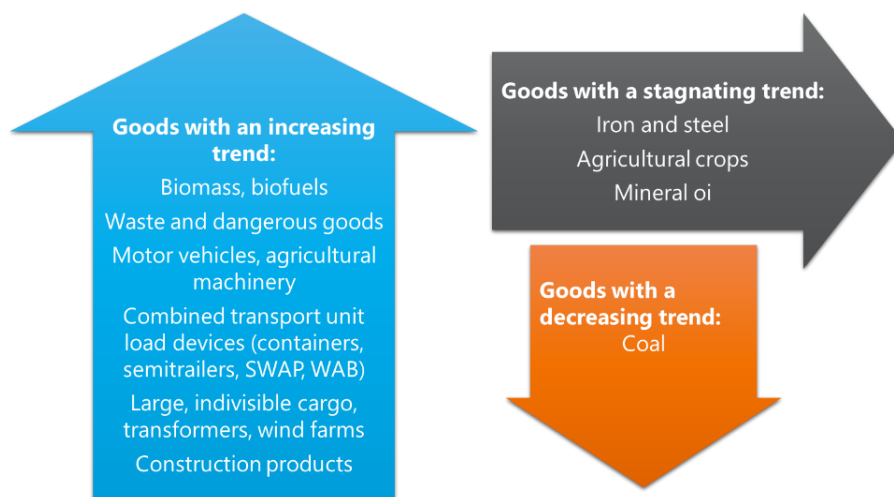 Goods with an increasing
trend:
Biomass, biofuels
Waste and dangerous goods
Motor vehicles, agricultural
machinery
Combined transport unit
load devices (containers,
semitrailers, SWAP, WAB)
Large, indivisible cargo,
transformers, wind farms
Construction products
Goods with a stagnating trend:
Iron and steel
Agricultural crops
Mineral oi
Goods with a
decreasing trend:
Coal